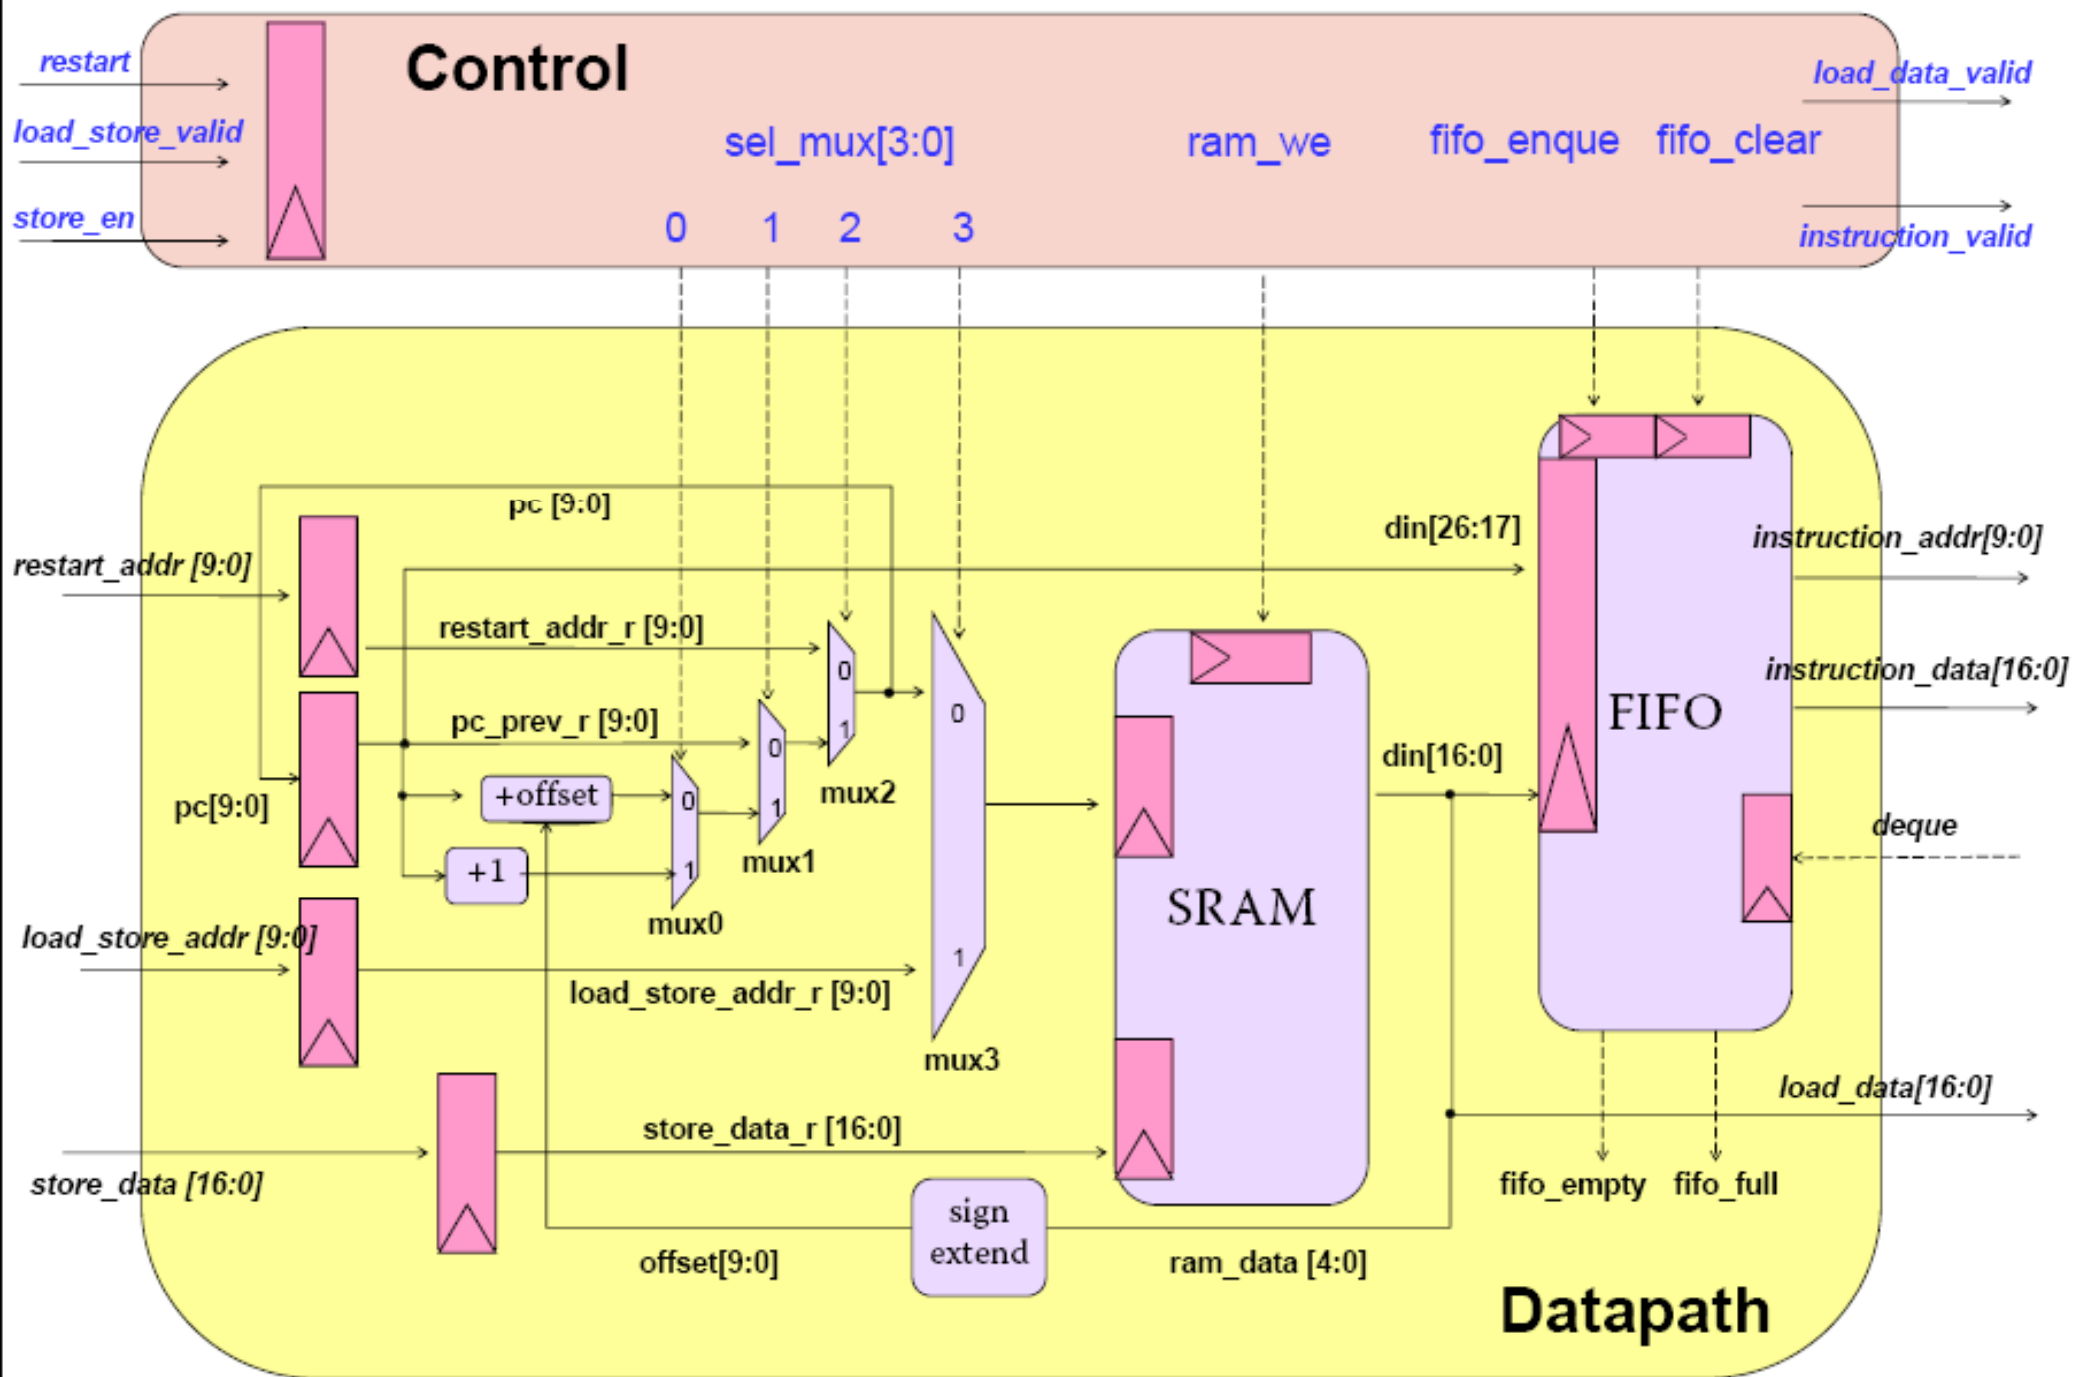 Control
restart
load_store_valid
store_en
sel_mux[3:0]
ram_we
fifo_enque
fifo_clear
load_data_valid
instruction_valid
0
1
2
3
pc [9:0]
din[26:17]
restart_addr [9:0]
instruction_addr[9:0]
restart_addr_r [9:0]
0
1
mux2
pc_prev_r [9:0]
0
1
mux1
pc[9:0]
+offset
+1
0
1
mux0
0
1
mux3
load_store_addr [9:0]
load_store_addr_r [9:0]
SRAM
din[16:0]
FIFO
instruction_data[16:0]
deque
load_data[16:0]
fifo_empty
fifo_full
store_data_r [16:0]
store_data [16:0]
sign
extend
offset[9:0]
ram_data [4:0]
Datapath